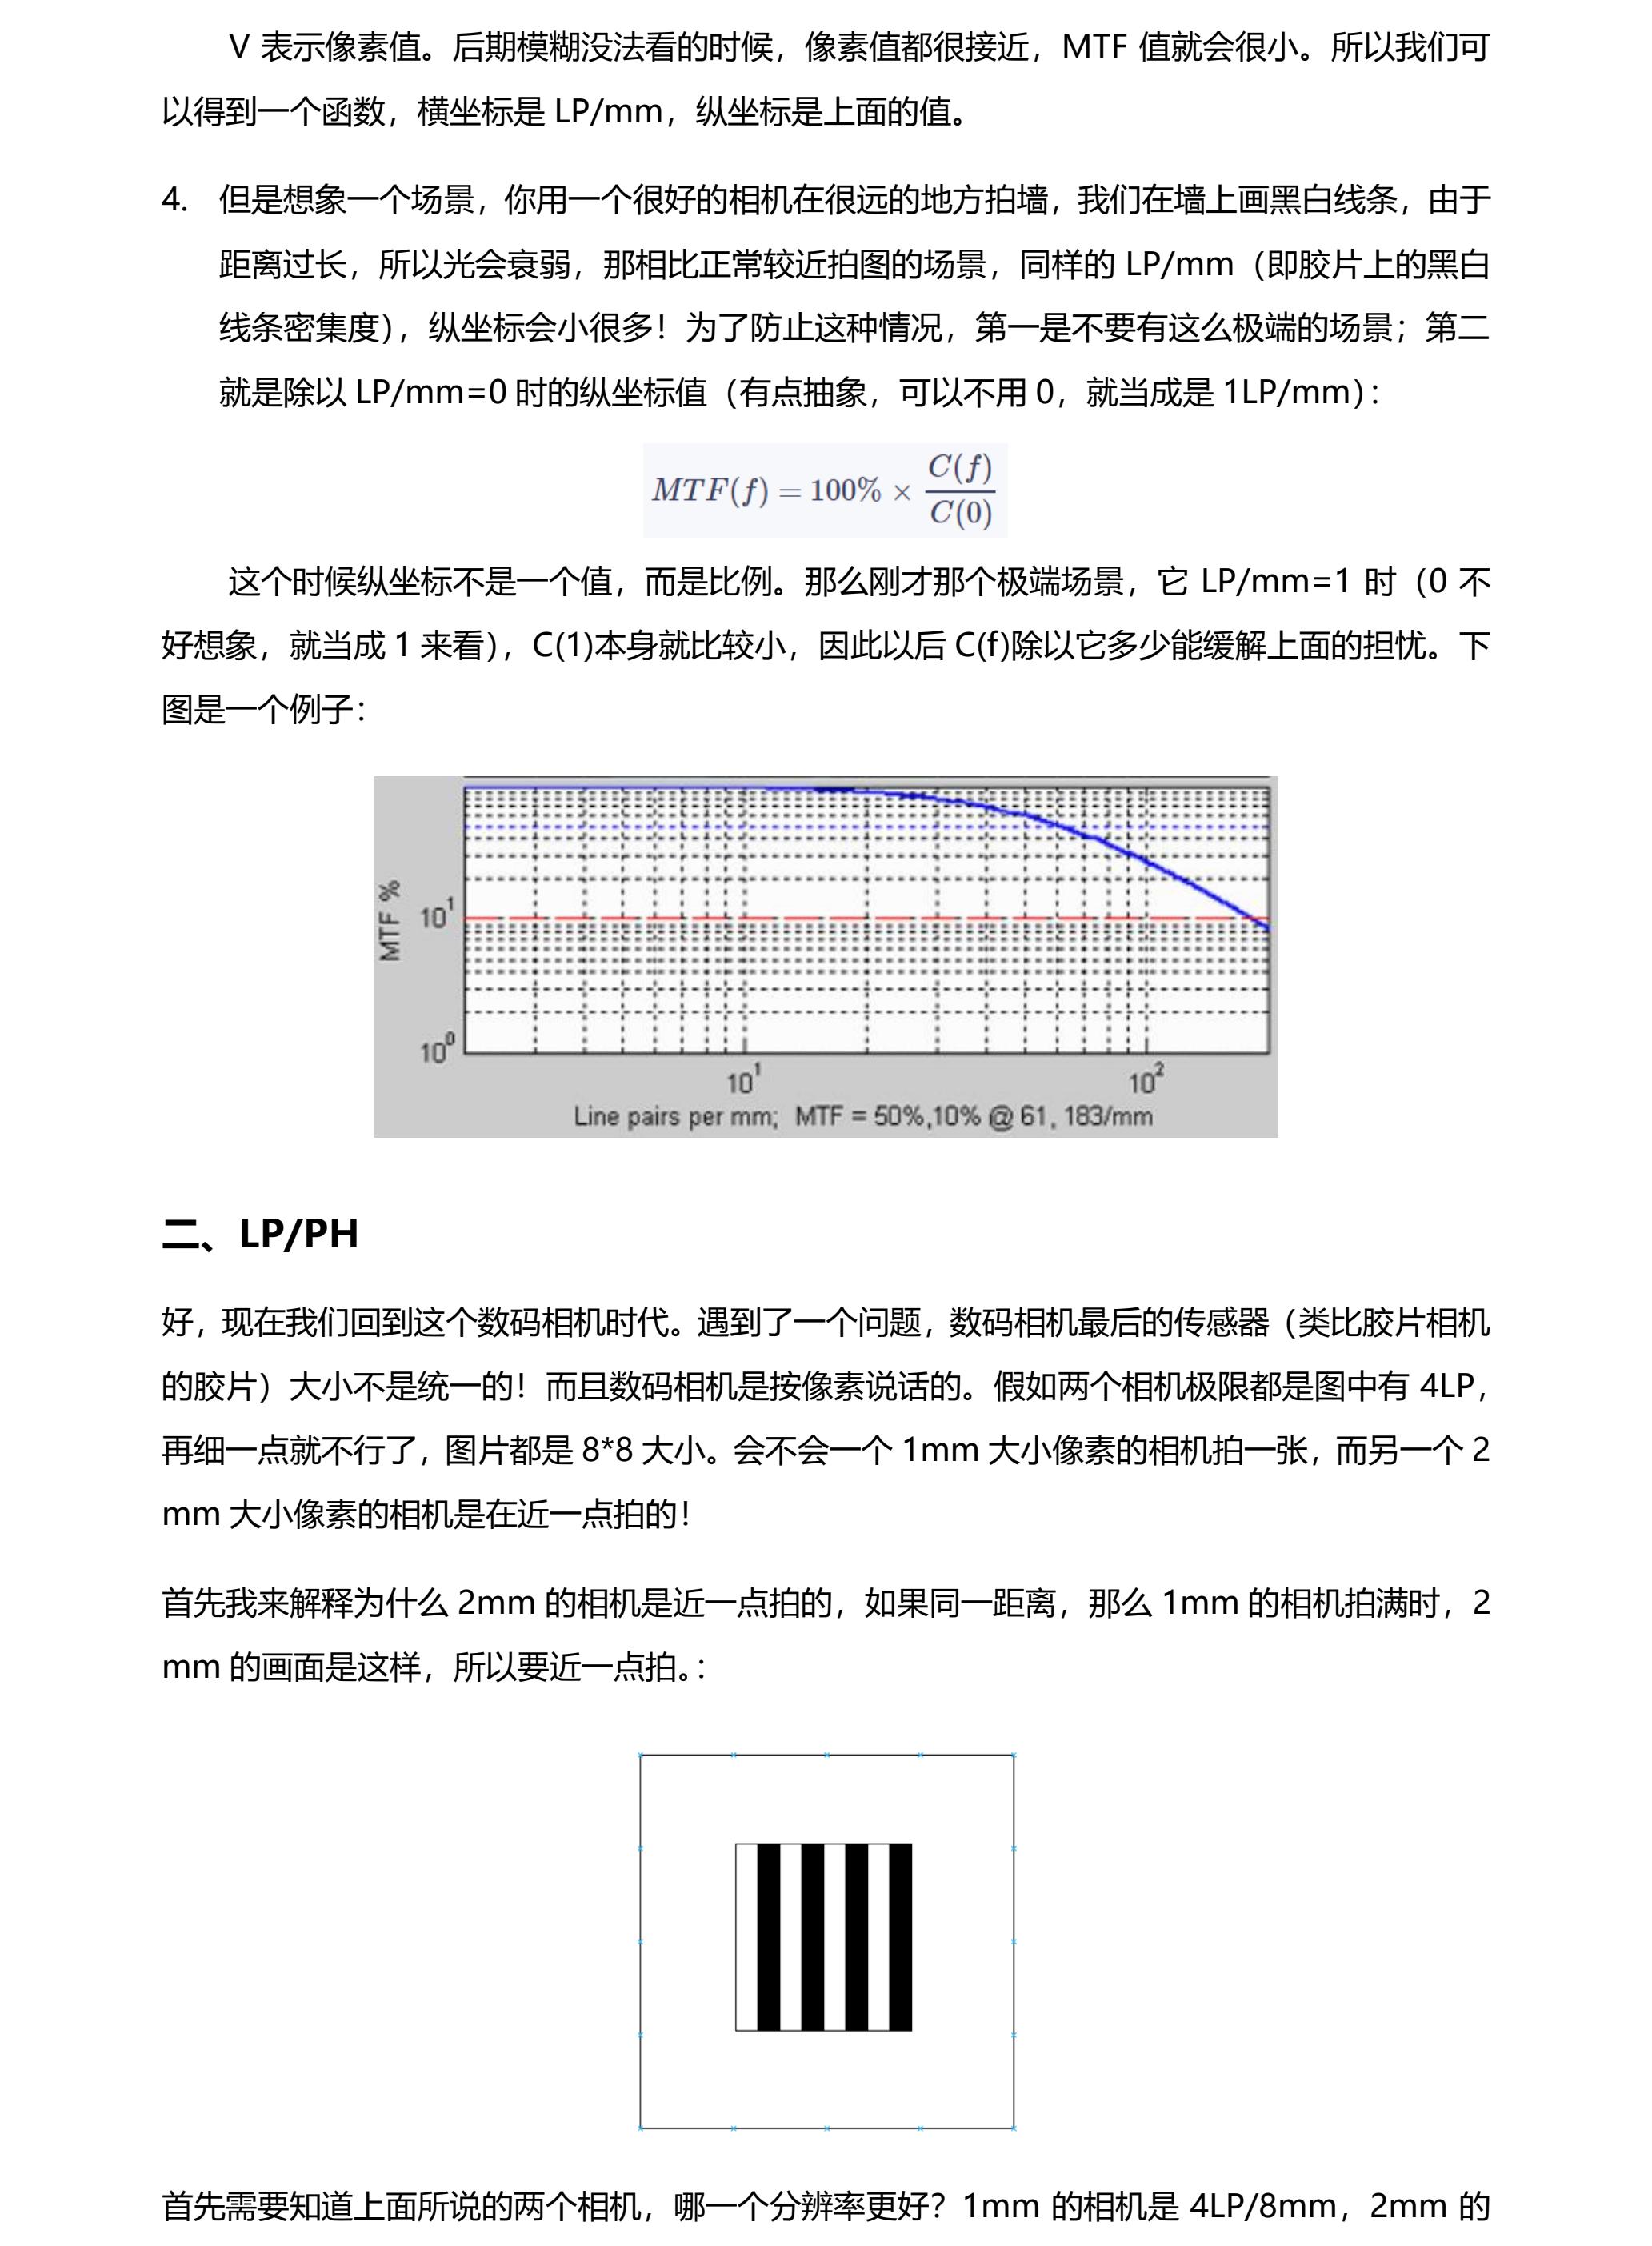 V 表示像素值。后期模糊没法看的时候，像素值都很接近，MTF 值就会很小。所以我们可
以得到一个函数，横坐标是 LP/mm，纵坐标是上面的值。
4. 但是想象一个场景，你用一个很好的相机在很远的地方拍墙，我们在墙上画黑白线条，由于
距离过长，所以光会衰弱，那相比正常较近拍图的场景，同样的 LP/mm（即胶片上的黑白
线条密集度），纵坐标会小很多！为了防止这种情况，第一是不要有这么极端的场景；第二
就是除以 LP/mm=0 时的纵坐标值（有点抽象，可以不用 0，就当成是 1LP/mm）：
MTF(f) = 100% × C(f)/C(0)
这个时候纵坐标不是一个值，而是比例。那么刚才那个极端场景，它 LP/mm=1 时（0 不
好想象，就当成 1 来看），C(1)本身就比较小，因此以后 C(f)除以它多少能缓解上面的担忧。下
图是一个例子：
MTF %
10¹
10⁰
10¹ 10²
Line pairs per mm; MTF = 50%,10% @ 61, 183/mm
二、LP/PH
好，现在我们回到这个数码相机时代。遇到了一个问题，数码相机最后的传感器（类比胶片相机
的胶片）大小不是统一的！而且数码相机是按像素说话的。假如两个相机极限都是图中有 4LP，
再细一点就不行了，图片都是 8*8 大小。会不会一个 1mm 大小像素的相机拍一张，而另一个 2
mm 大小像素的相机是在近一点拍的！
首先我来解释为什么 2mm 的相机是近一点拍的，如果同一距离，那么 1mm 的相机拍满时，2
mm 的画面是这样，所以要近一点拍。：
首先需要知道上面所说的两个相机，哪一个分辨率更好？1mm 的相机是 4LP/8mm，2mm 的